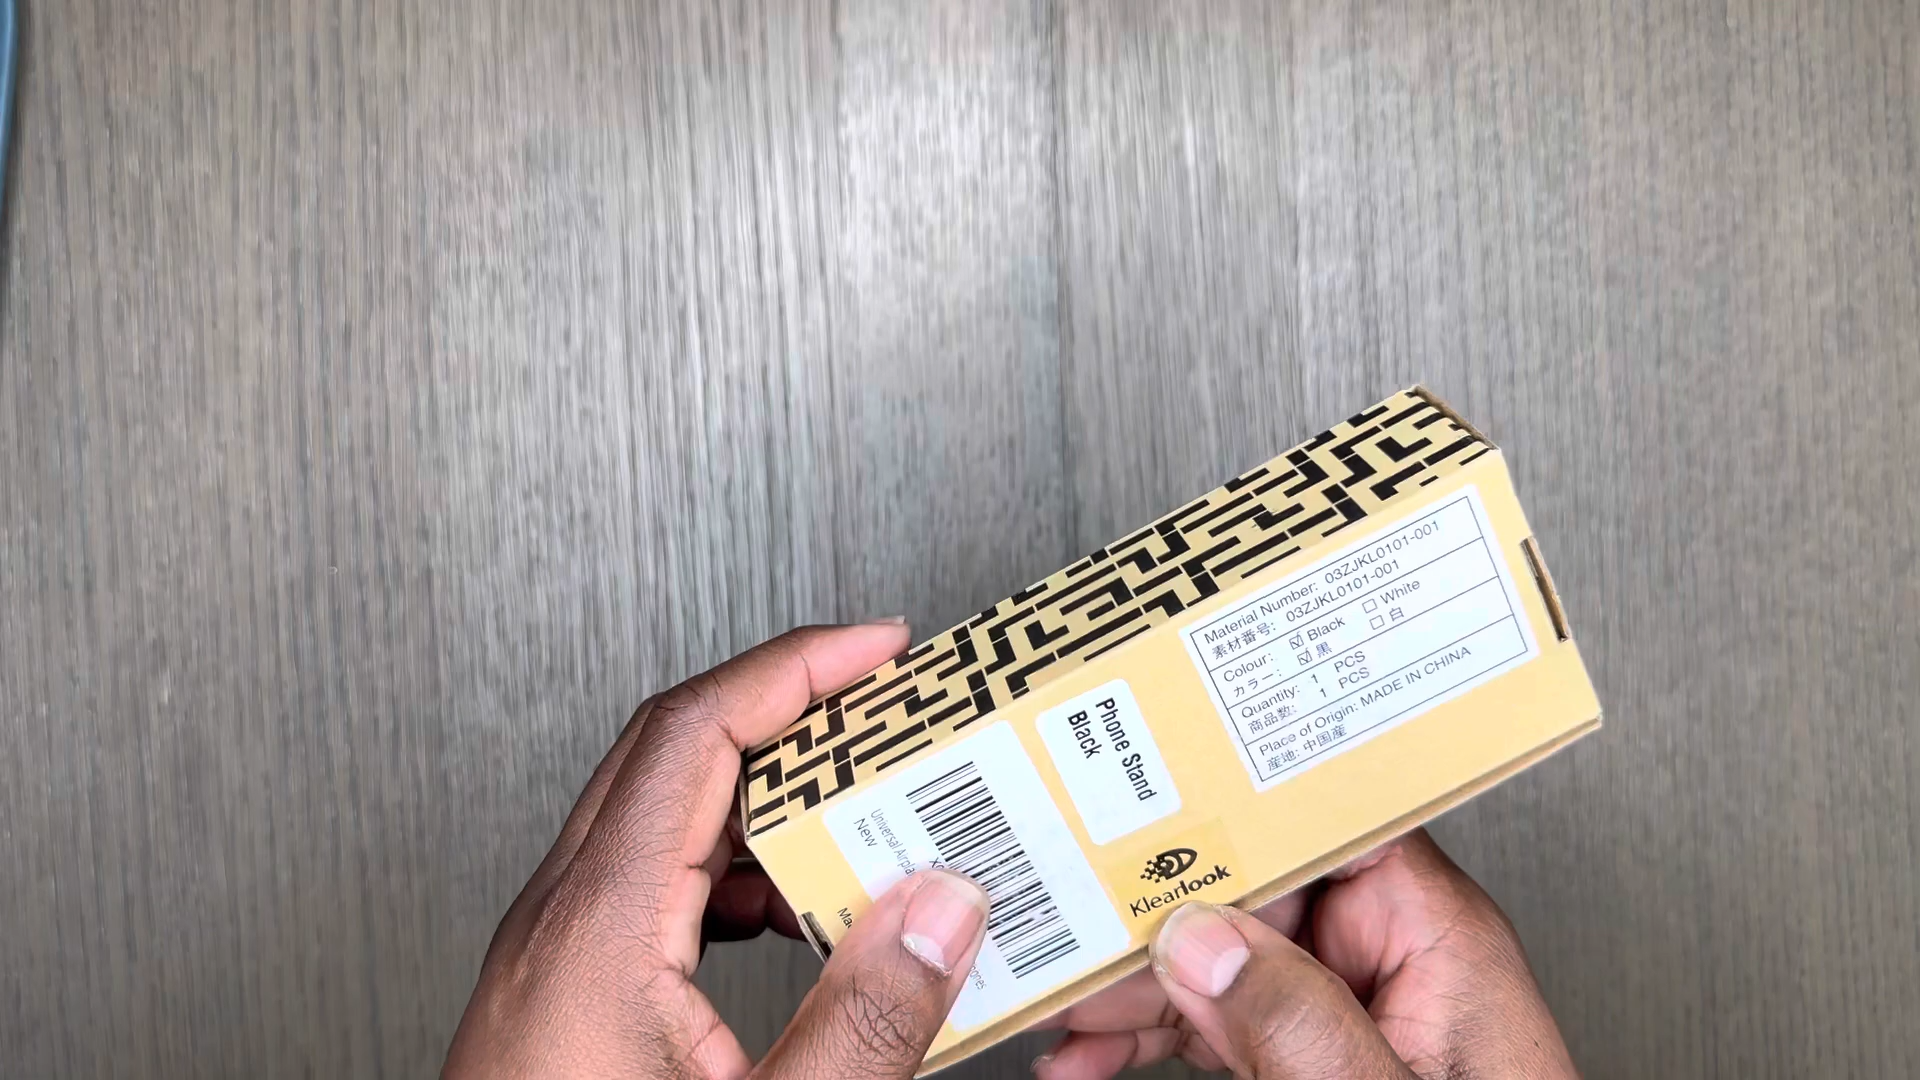 Material Number: 03ZJKL0101-001
素材番号: 03ZJKL0101-001
Colour: ☑ Black ☐ White
カラー: ☑ 黒 ☐ 白
Quantity: 1 PCS
商品数: 1 PCS
Place of Origin: MADE IN CHINA
産地: 中国産
Phone Stand
Black
Klearlook
Universal
New